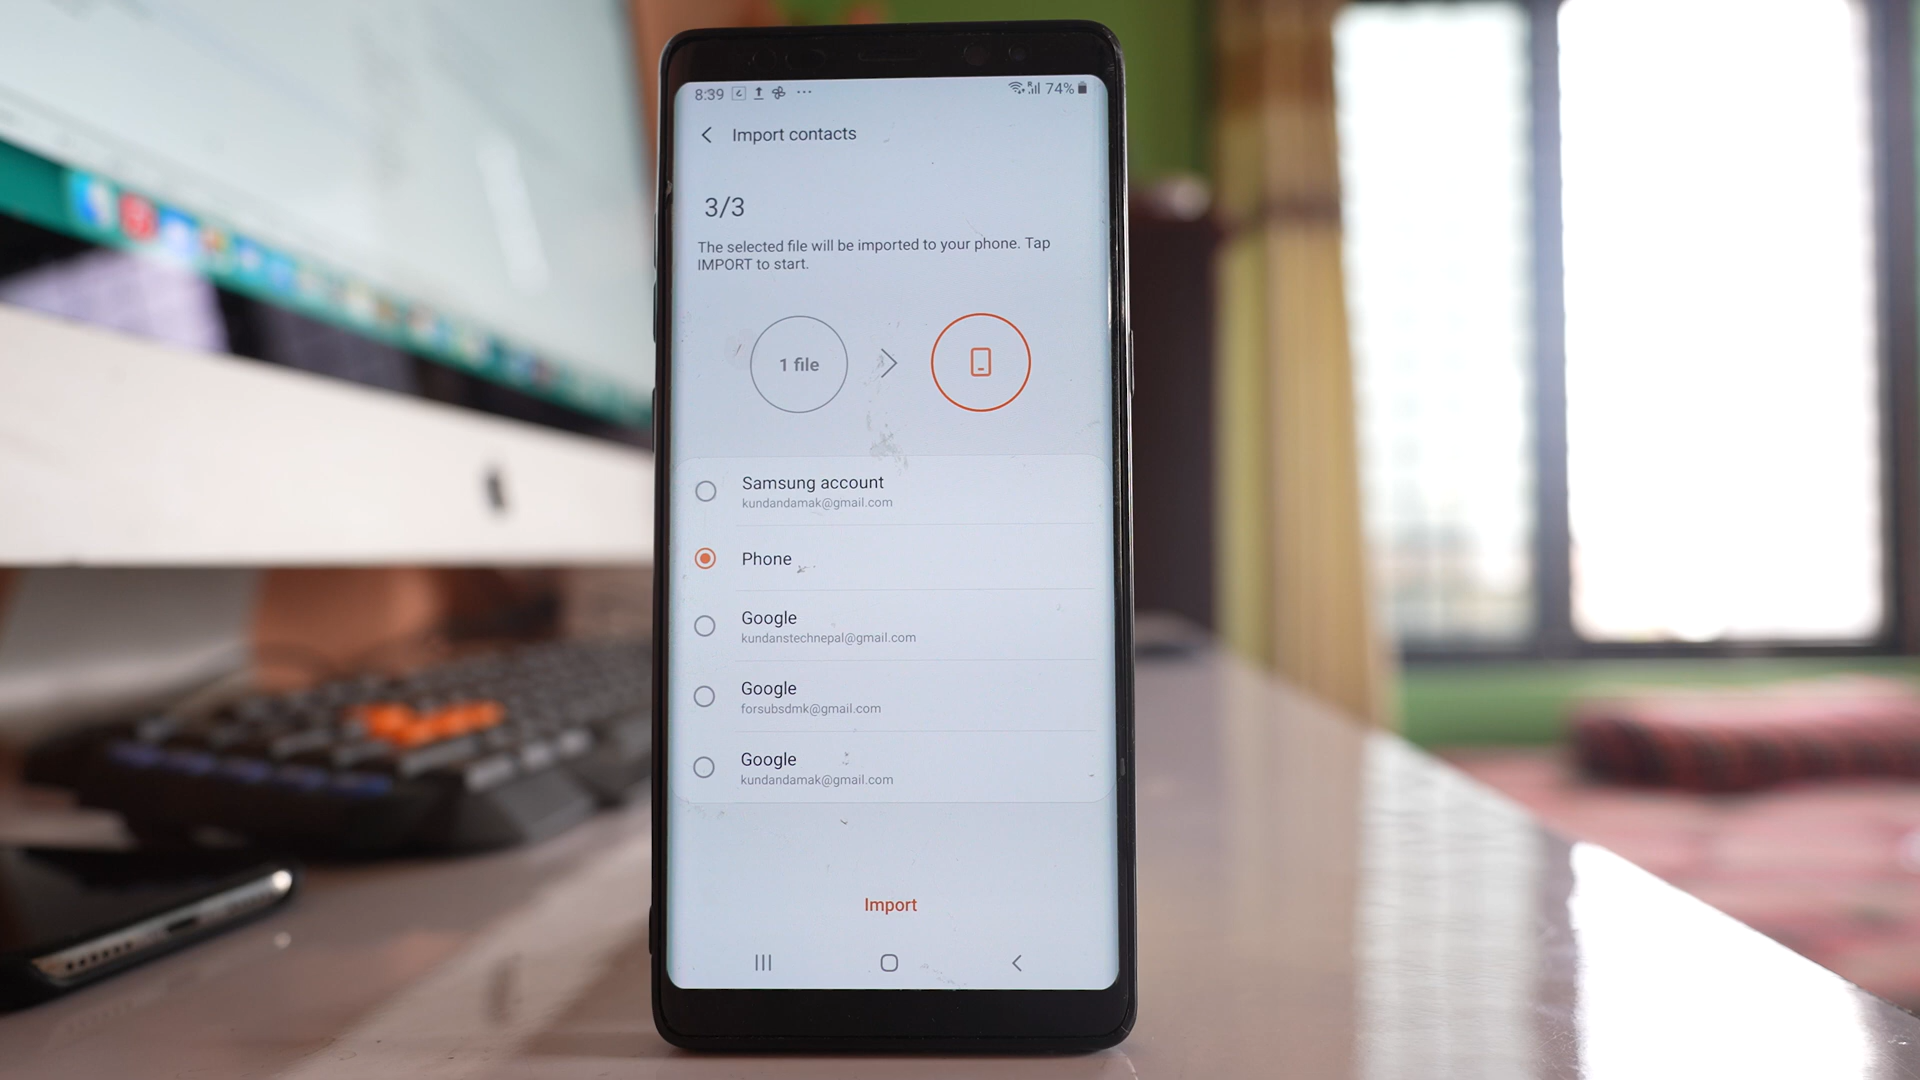 8:39 74%
Import contacts
3/3
The selected file will be imported to your phone. Tap
IMPORT to start.
1 file
Samsung account
kundandamak@gmail.com
Phone
Google
kundanstechnepal@gmail.com
Google
forsubsdmk@gmail.com
Google
kundandamak@gmail.com
Import